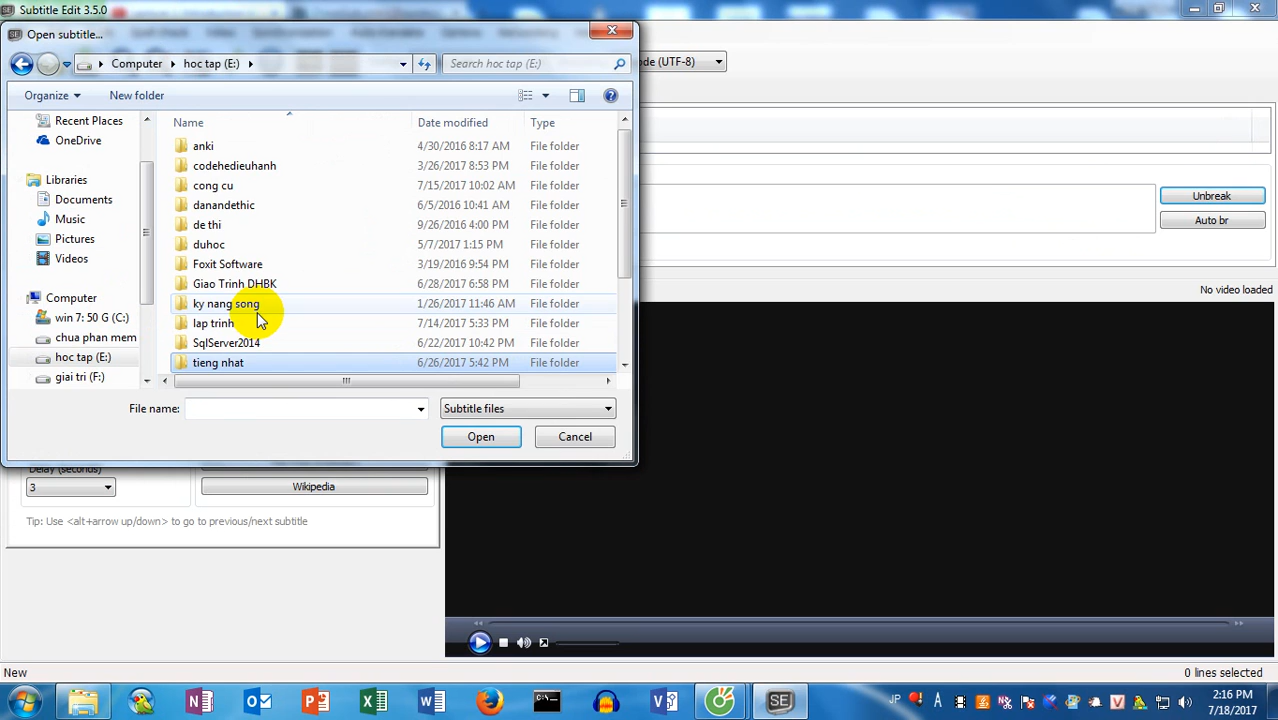 Subtitle Edit 3.5.0
Open subtitle...
Computer
hoc tap (E:)
Search hoc tap (E:)
de (UTF-8)
Organize
New folder
Name
Date modified
Type
Recent Places
OneDrive
Libraries
Documents
Music
Pictures
Videos
Computer
win 7: 50 G (C:)
chua phan mem
hoc tap (E:)
giai tri (F:)
anki 4/30/2016 8:17 AM File folder
codehedieuhanh 3/26/2017 8:53 PM File folder
cong cu 7/15/2017 10:02 AM File folder
danandethic 6/5/2016 10:41 AM File folder
de thi 9/26/2016 4:00 PM File folder
duhoc 5/7/2017 1:15 PM File folder
Foxit Software 3/19/2016 9:54 PM File folder
Giao Trinh DHBK 6/28/2017 6:58 PM File folder
ky nang song 1/26/2017 11:46 AM File folder
lap trinh 7/14/2017 5:33 PM File folder
SqlServer2014 6/22/2017 10:42 PM File folder
tieng nhat 6/26/2017 5:42 PM File folder
File name:
Subtitle files
Open
Cancel
Unbreak
Auto br
No video loaded
Delay (seconds)
3
Wikipedia
Tip: Use <alt+arrow up/down> to go to previous/next subtitle
New
0 lines selected
JP
A
2:16 PM
7/18/2017